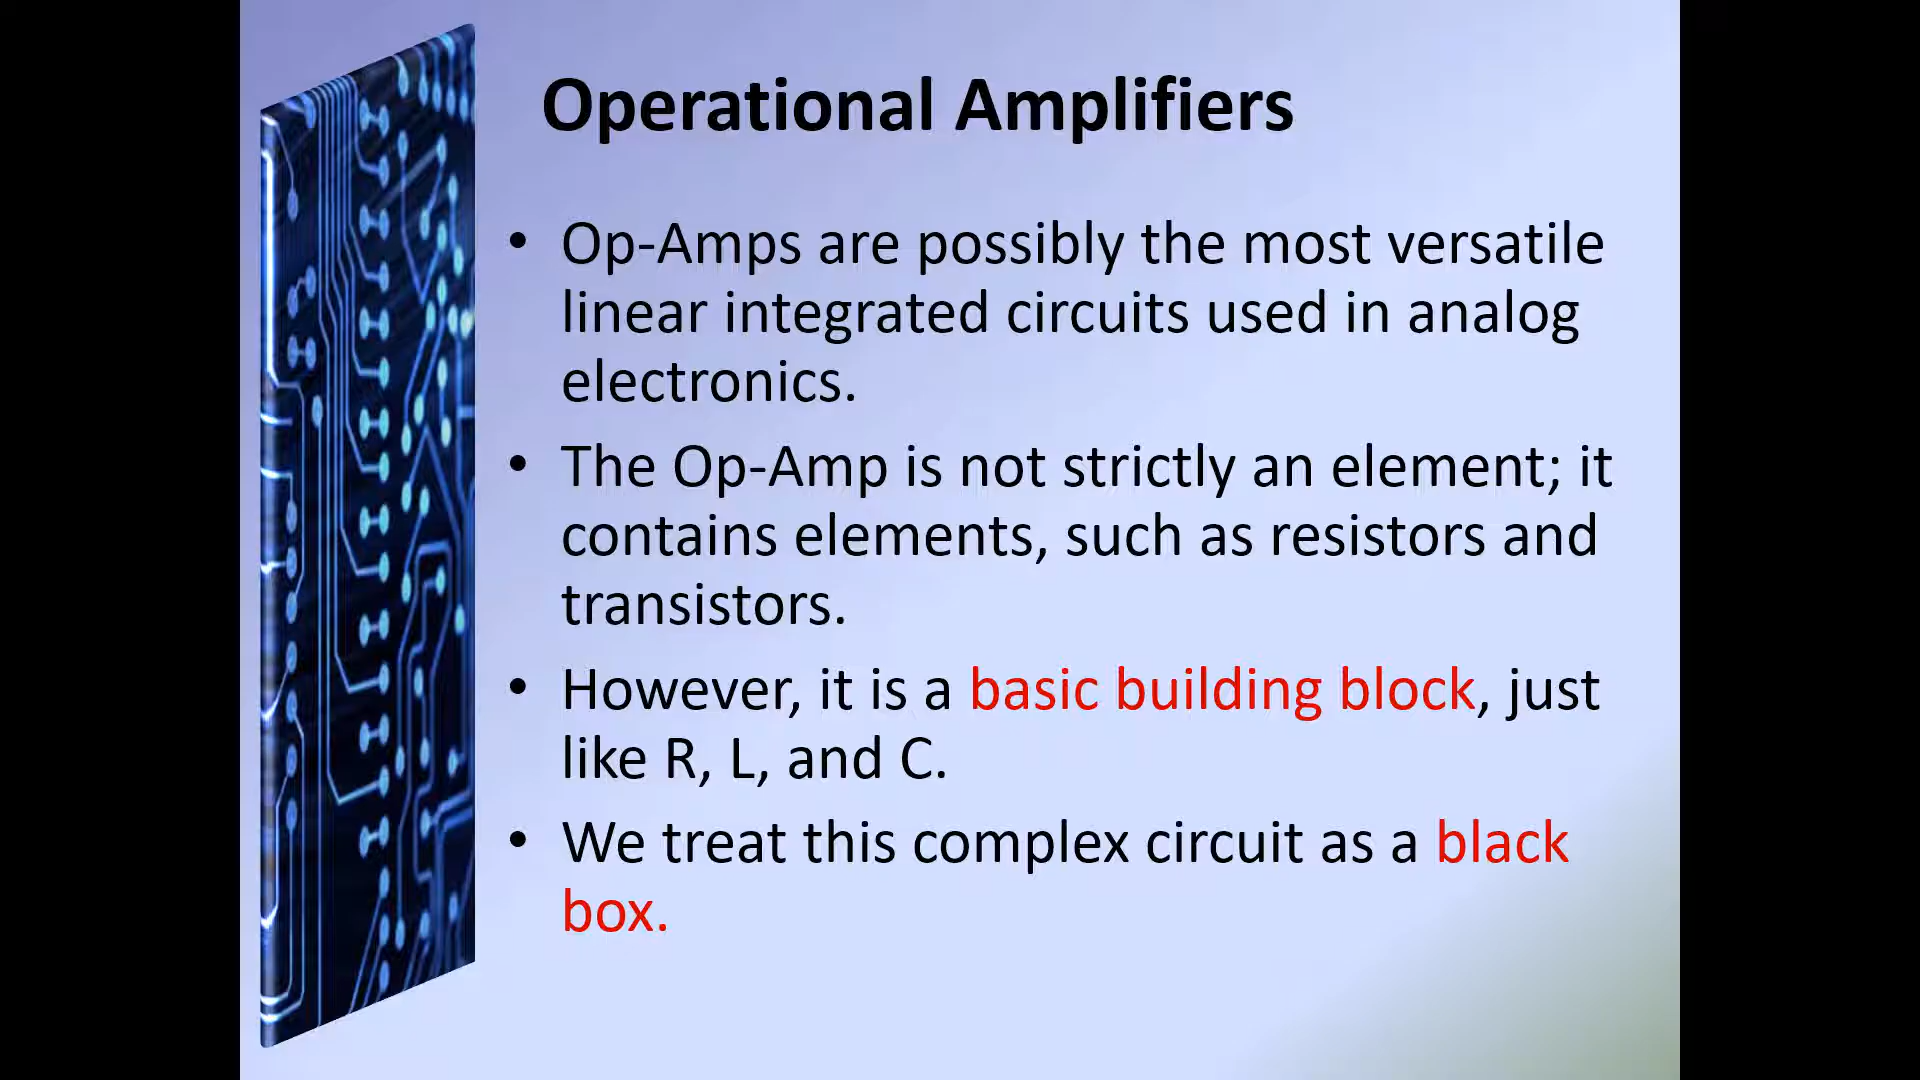 Operational Amplifiers
• Op-Amps are possibly the most versatile
linear integrated circuits used in analog
electronics.
• The Op-Amp is not strictly an element; it
contains elements, such as resistors and
transistors.
• However, it is a basic building block, just
like R, L, and C.
• We treat this complex circuit as a black
box.